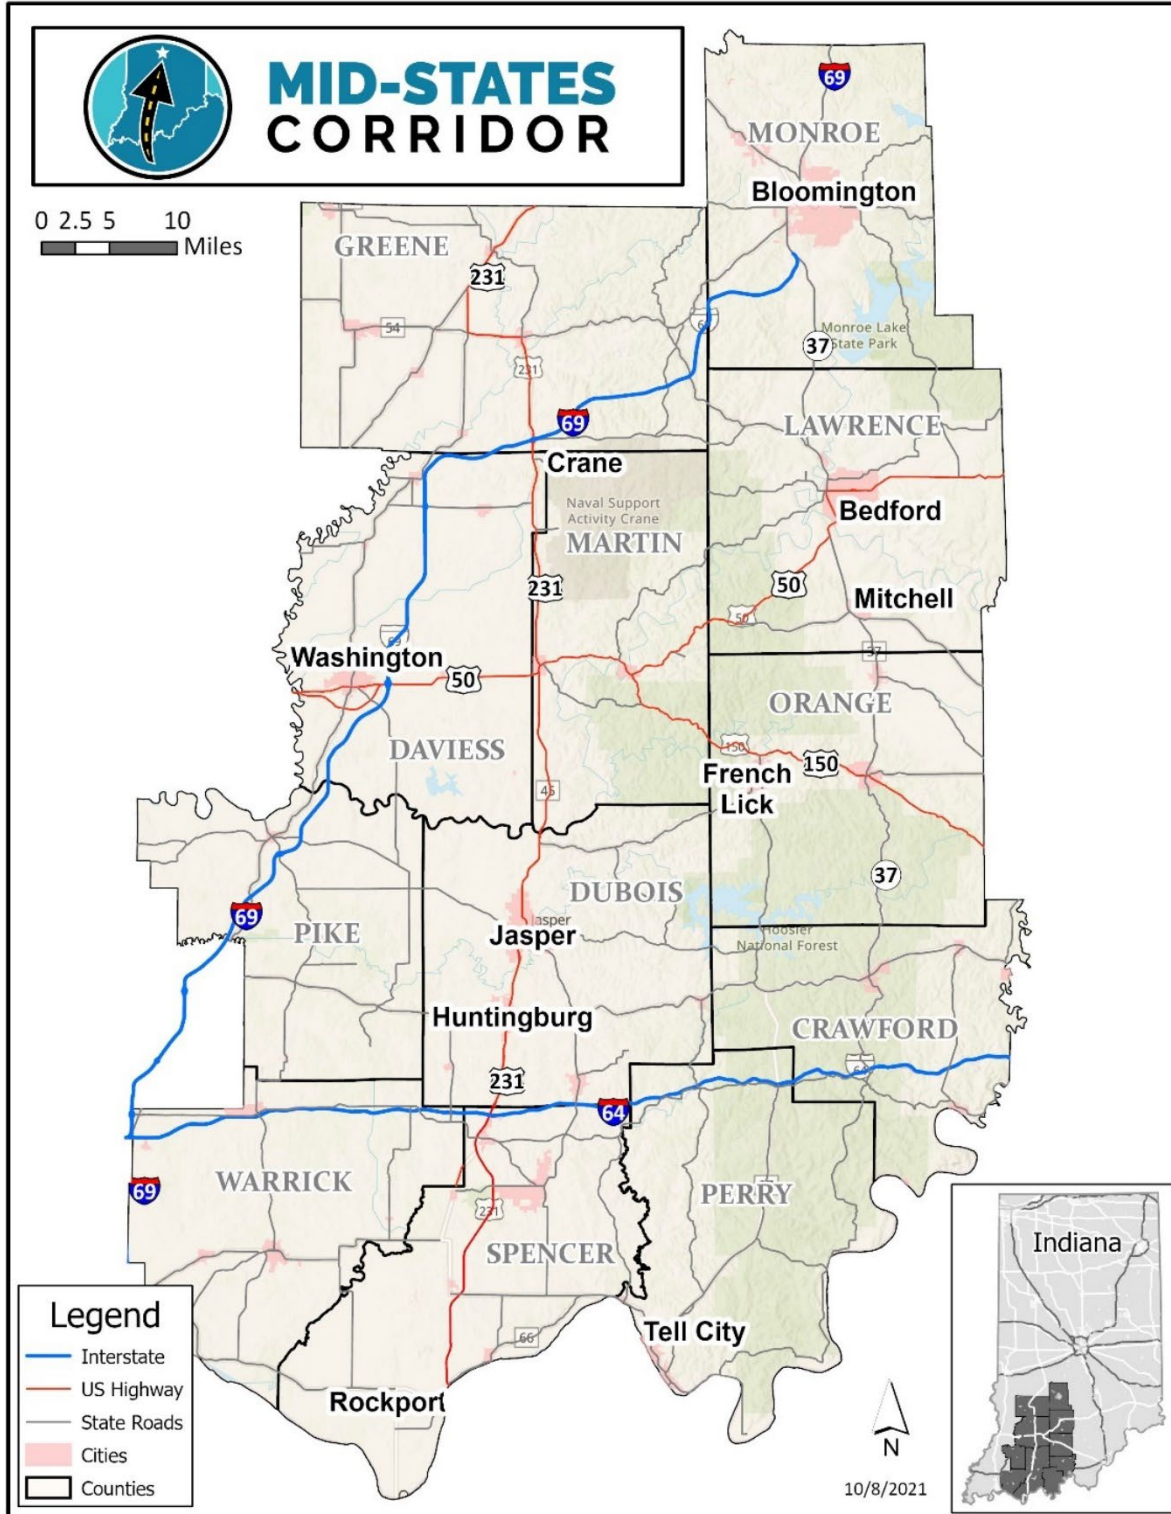 MID-STATES
CORRIDOR
0 2.5 5 10
Miles
69
MONROE
Bloomington
GREENE
231
54
69
37
Monroe Lake
State Park
231
69
LAWRENCE
Crane
Naval Support
Activity Crane
MARTIN
Bedford
231
50
Mitchell
50
69
Washington
50
37
ORANGE
DAVIESS
150
150
French
Lick
45
DUBOIS
37
69
PIKE
Jasper
Jasper
Hoosier
National Forest
Huntingburg
CRAWFORD
231
64
64
WARRICK
69
PERRY
231
SPENCER
Indiana
Tell City
66
Rockport
Legend
Interstate
US Highway
State Roads
Cities
Counties
N
10/8/2021